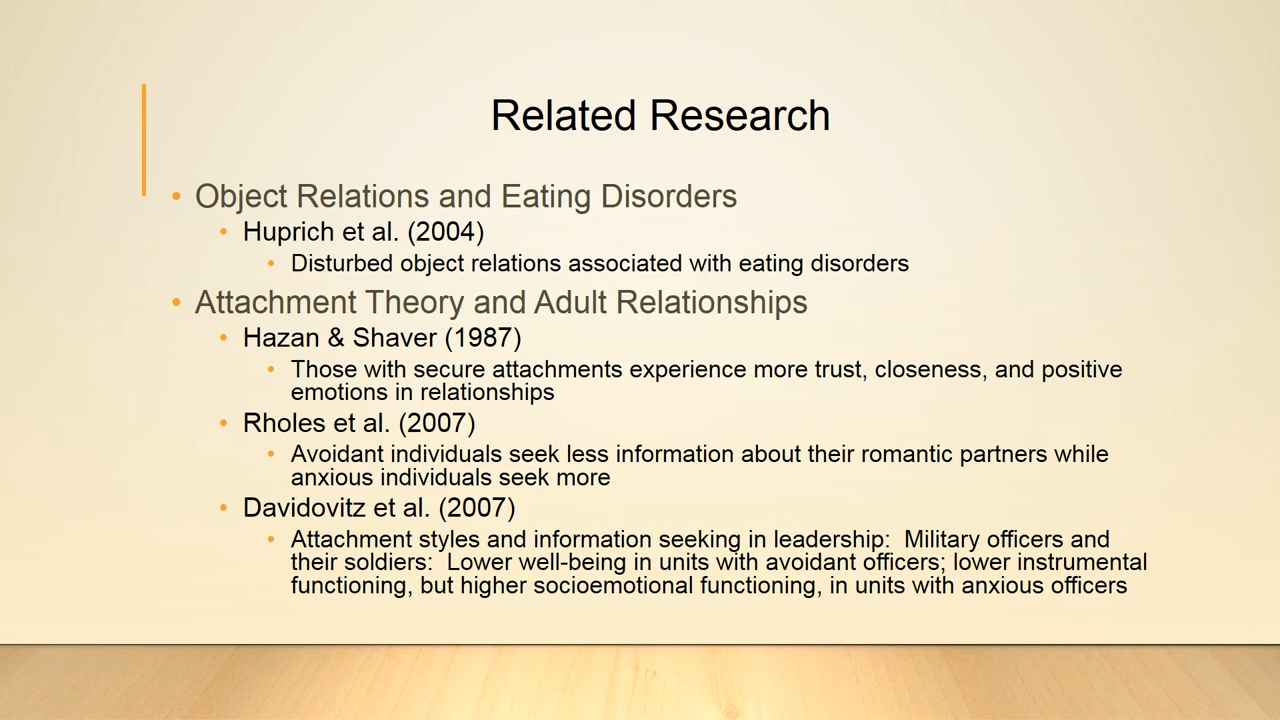 Related Research
• Object Relations and Eating Disorders
• Huprich et al. (2004)
• Disturbed object relations associated with eating disorders
• Attachment Theory and Adult Relationships
• Hazan & Shaver (1987)
• Those with secure attachments experience more trust, closeness, and positive
emotions in relationships
• Rholes et al. (2007)
• Avoidant individuals seek less information about their romantic partners while
anxious individuals seek more
• Davidovitz et al. (2007)
• Attachment styles and information seeking in leadership:  Military officers and
their soldiers:  Lower well-being in units with avoidant officers; lower instrumental
functioning, but higher socioemotional functioning, in units with anxious officers